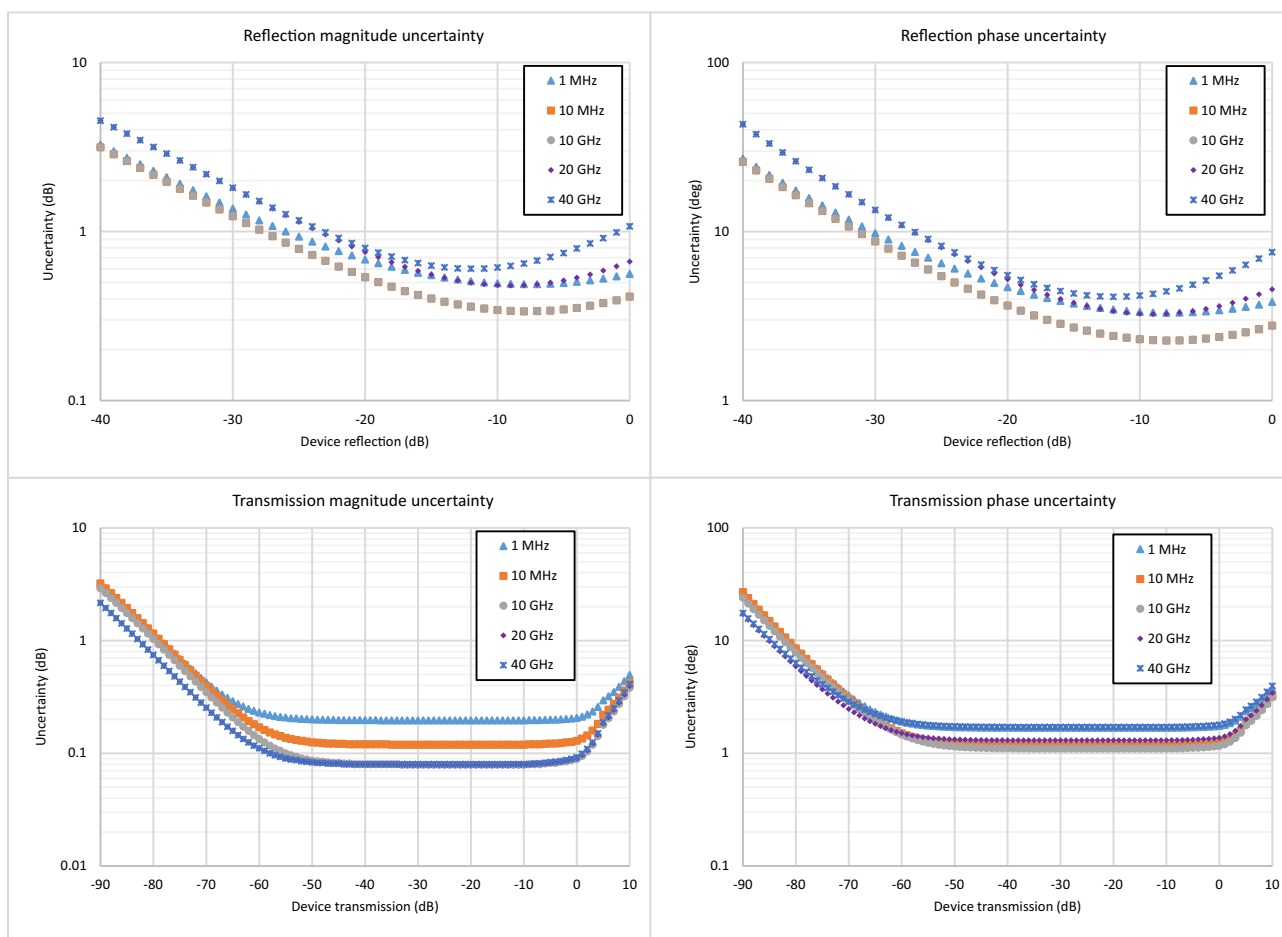 Reflection magnitude uncertainty
10
1
0.1
Uncertainty (dB)
1 MHz
10 MHz
10 GHz
20 GHz
40 GHz
-40 -30 -20 -10 0
Device reflection (dB)
Reflection phase uncertainty
100
10
1
Uncertainty (deg)
1 MHz
10 MHz
10 GHz
20 GHz
40 GHz
-40 -30 -20 -10 0
Device reflection (dB)
Transmission magnitude uncertainty
10
1
0.1
0.01
Uncertainty (dB)
1 MHz
10 MHz
10 GHz
20 GHz
40 GHz
-90 -80 -70 -60 -50 -40 -30 -20 -10 0 10
Device transmission (dB)
Transmission phase uncertainty
100
10
1
0.1
Uncertainty (deg)
1 MHz
10 MHz
10 GHz
20 GHz
40 GHz
-90 -80 -70 -60 -50 -40 -30 -20 -10 0 10
Device transmission (dB)